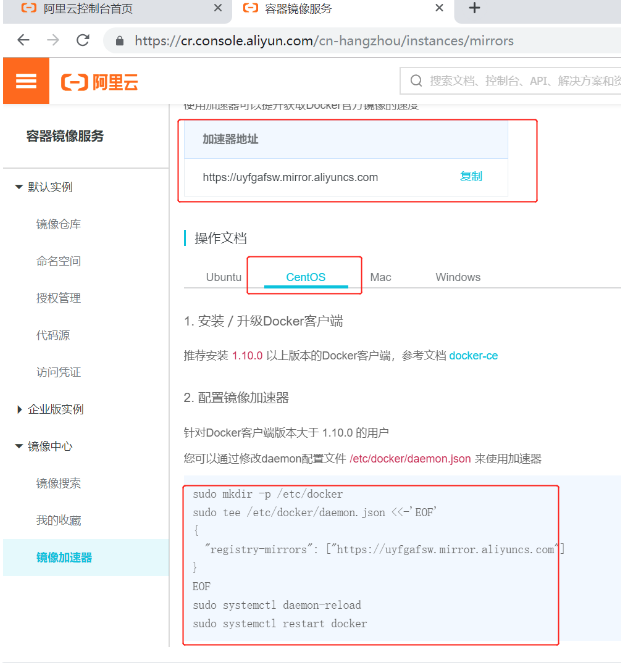 阿里云控制台首页
容器镜像服务
https://cr.console.aliyun.com/cn-hangzhou/instances/mirrors
阿里云
搜索文档、控制台、API、解决方案和资
容器镜像服务
默认实例
镜像仓库
命名空间
授权管理
代码源
访问凭证
企业版实例
镜像中心
镜像搜索
我的收藏
镜像加速器
使用加速器可以提升获取Docker官方镜像的速度
加速器地址
https://uyfgafsw.mirror.aliyuncs.com 复制
操作文档
Ubuntu CentOS Mac Windows
1. 安装 / 升级Docker客户端
推荐安装 1.10.0 以上版本的Docker客户端，参考文档 docker-ce
2. 配置镜像加速器
针对Docker客户端版本大于 1.10.0 的用户
您可以通过修改daemon配置文件 /etc/docker/daemon.json 来使用加速器
sudo mkdir -p /etc/docker
sudo tee /etc/docker/daemon.json <<-'EOF'
{
"registry-mirrors": ["https://uyfgafsw.mirror.aliyuncs.com"]
}
EOF
sudo systemctl daemon-reload
sudo systemctl restart docker